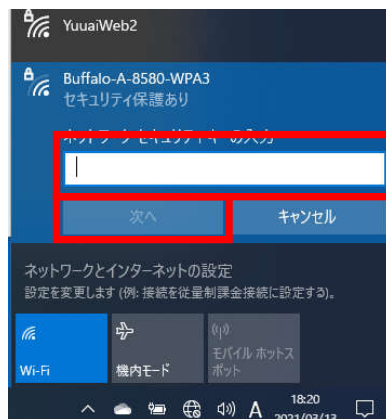 YuuaiWeb2
Buffalo-A-8580-WPA3
セキュリティ保護あり
ネットワーク セキュリティ キーの入力
次へ
キャンセル
ネットワークとインターネットの設定
設定を変更します (例: 接続を従量制課金接続に設定する)。
Wi-Fi
機内モード
モバイル ホットス
ポット
A
18:20
2021/03/13